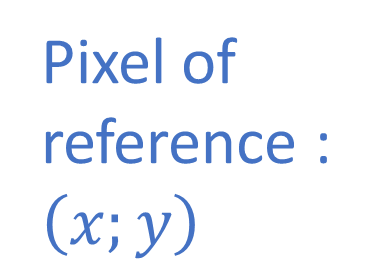 Pixel of
reference :
(x; y)